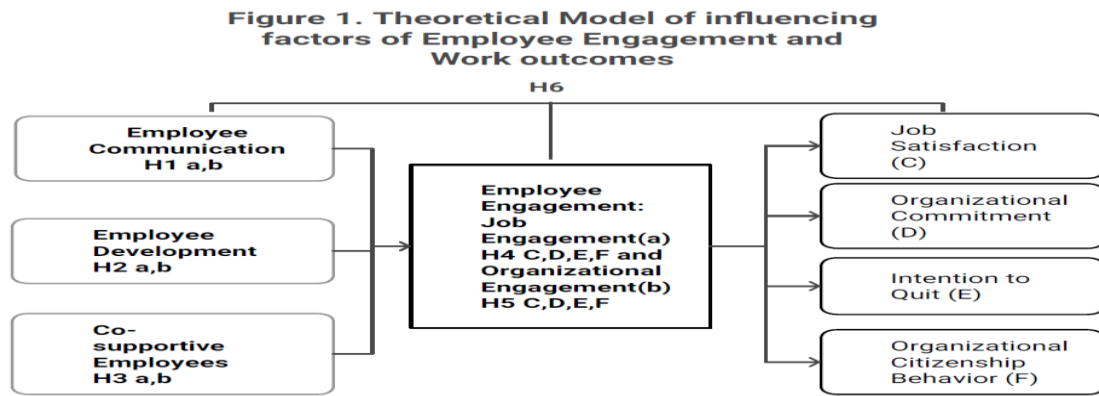 Figure 1. Theoretical Model of influencing
factors of Employee Engagement and
Work outcomes
H6
Employee
Communication
H1 a,b
Employee
Development
H2 a,b
Co-
supportive
Employees
H3 a,b
Employee
Engagement:
Job
Engagement(a)
H4 C,D,E,F and
Organizational
Engagement(b)
H5 C,D,E,F
Job
Satisfaction
(C)
Organizational
Commitment
(D)
Intention to
Quit (E)
Organizational
Citizenship
Behavior (F)